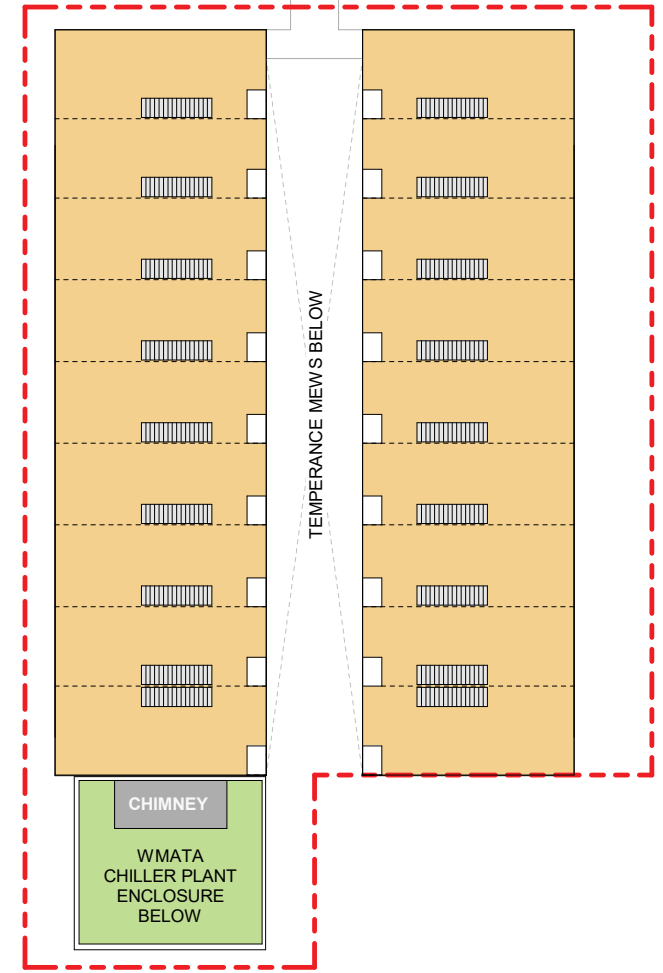 TEMPERANCE MEWS BELOW
CHIMNEY
WMATA
CHILLER PLANT
ENCLOSURE
BELOW